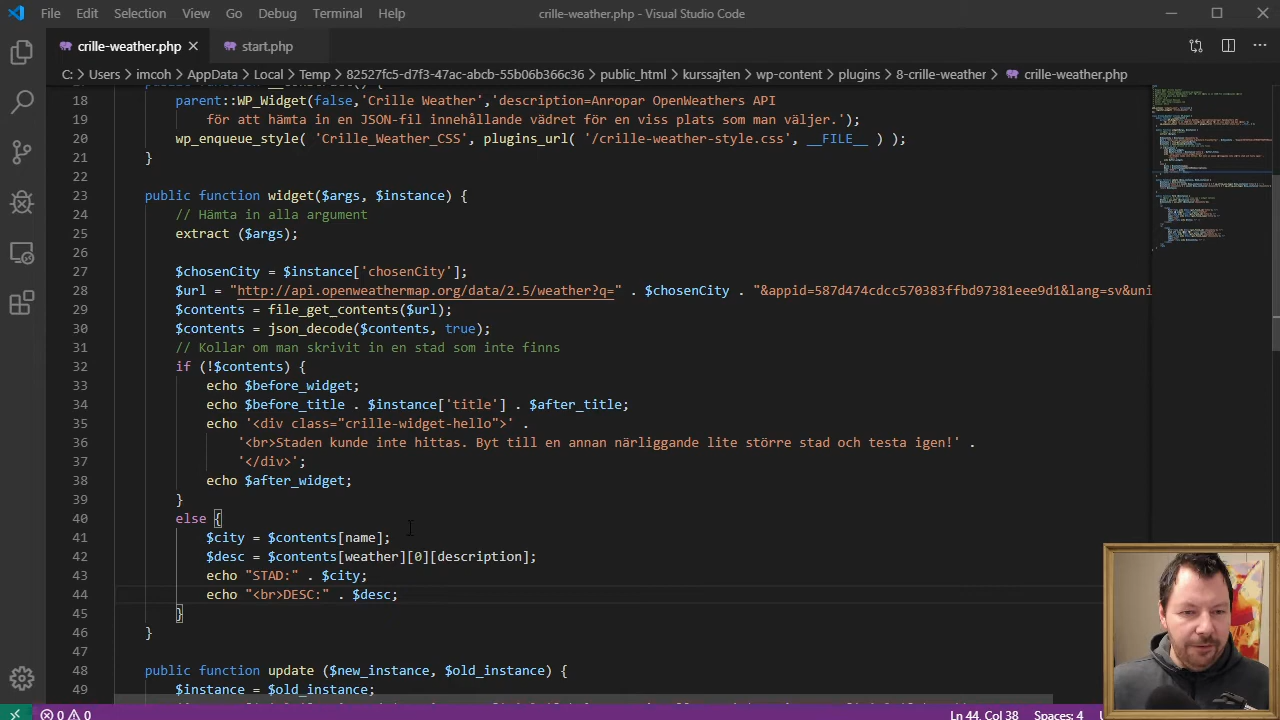 File Edit Selection View Go Debug Terminal Help crille-weather.php - Visual Studio Code
crille-weather.php start.php
C: > Users > imcoh > AppData > Local > Temp > 82527fc5-d7f3-47ac-abcb-55b06b366c36 > public_html > kurssajten > wp-content > plugins > 8-crille-weather > crille-weather.php
18 parent::WP_Widget(false,'Crille Weather','description=Anropar OpenWeathers API
19 för att hämta in en JSON-fil innehållande vädret för en viss plats som man väljer.');
20 wp_enqueue_style( 'Crille_Weather_CSS', plugins_url( '/crille-weather-style.css', __FILE__ ) );
21 }
22
23 public function widget($args, $instance) {
24 // Hämta in alla argument
25 extract ($args);
26
27 $chosenCity = $instance['chosenCity'];
28 $url = "http://api.openweathermap.org/data/2.5/weather?q=" . $chosenCity . "&appid=587d474cdcc570383ffbd97381eee9d1&lang=sv&uni
29 $contents = file_get_contents($url);
30 $contents = json_decode($contents, true);
31 // Kollar om man skrivit in en stad som inte finns
32 if (!$contents) {
33 echo $before_widget;
34 echo $before_title . $instance['title'] . $after_title;
35 echo '<div class="crille-widget-hello">' .
36 '<br>Staden kunde inte hittas. Byt till en annan närliggande lite större stad och testa igen!' .
37 '</div>';
38 echo $after_widget;
39 }
40 else {
41 $city = $contents[name];
42 $desc = $contents[weather][0][description];
43 echo "STAD:" . $city;
44 echo "<br>DESC:" . $desc;
45 }
46 }
47
48 public function update ($new_instance, $old_instance) {
49 $instance = $old_instance;
0 0 Ln 44, Col 38 Spaces: 4